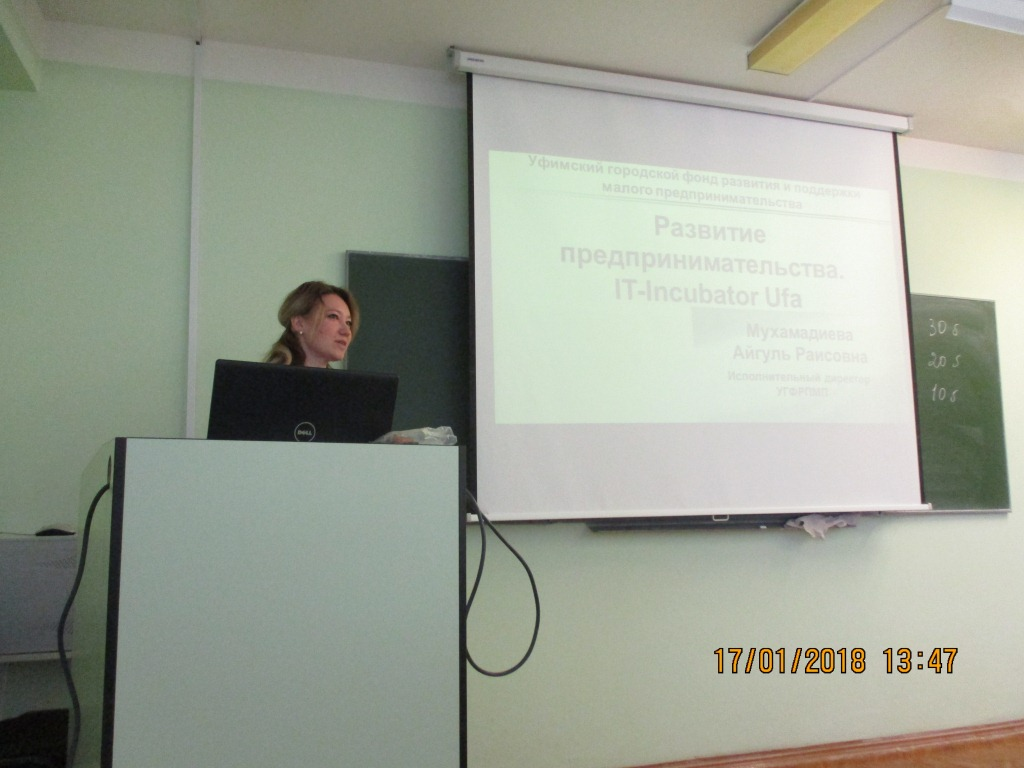 Уфимский городской фонд развития и поддержки
малого предпринимательства
Развитие
предпринимательства.
IT-Incubator Ufa
Мухамадиева
Айгуль Раисовна
Исполнительный директор
УГФРПМП
30 б
20 б
10 б
DELL
17/01/2018 13:47